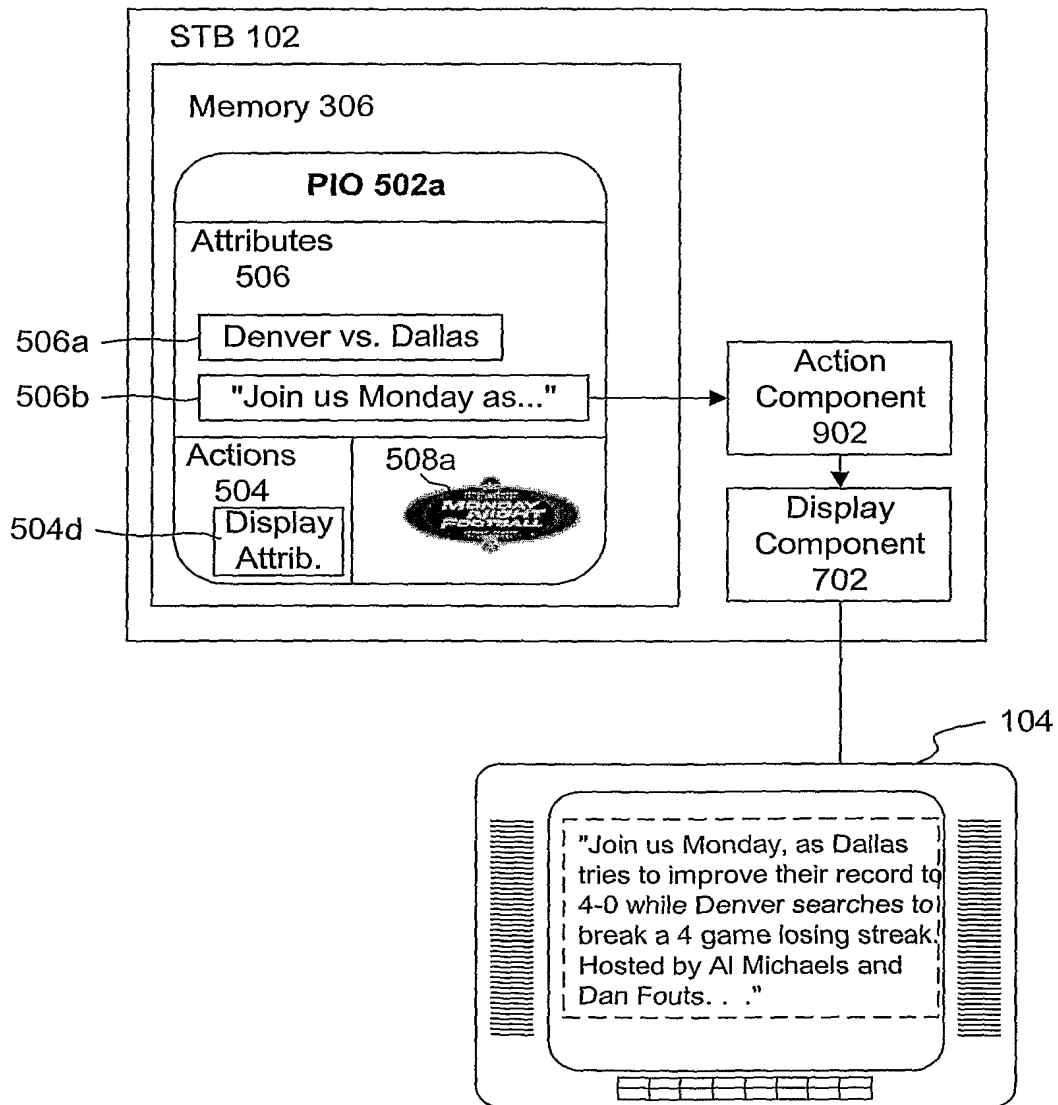 STB 102
Memory 306
PIO 502a
Attributes
506
506a
Denver vs. Dallas
506b
"Join us Monday as..."
Action
Component
902
Actions
504
504d
Display
Attrib.
508a
MONDAY
NIGHT
FOOTBALL
Display
Component
702
104
"Join us Monday, as Dallas
tries to improve their record to
4-0 while Denver searches to
break a 4 game losing streak.
Hosted by Al Michaels and
Dan Fouts. . ."